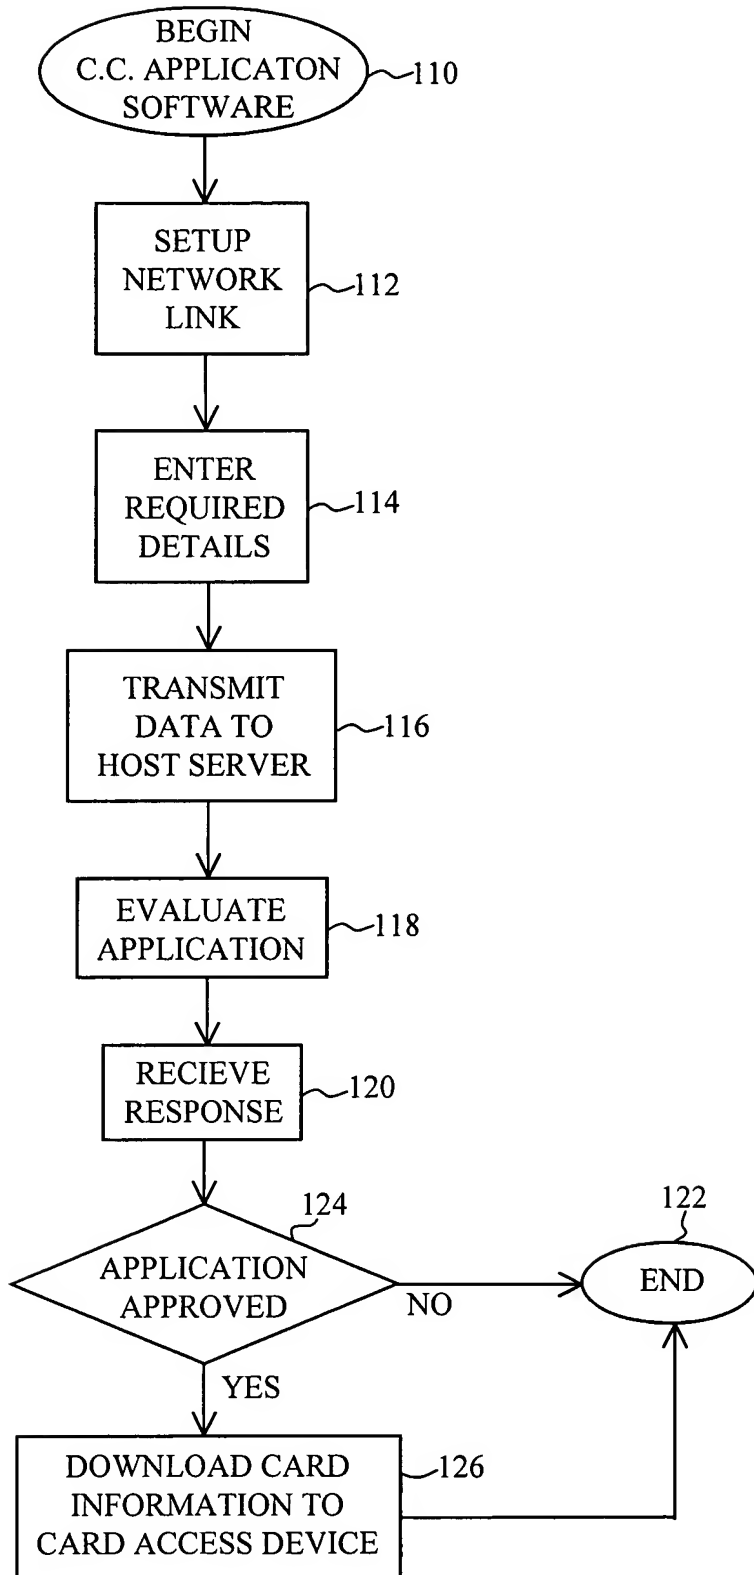 BEGIN
C.C. APPLICATON
SOFTWARE
110
SETUP
NETWORK
LINK
112
ENTER
REQUIRED
DETAILS
114
TRANSMIT
DATA TO
HOST SERVER
116
EVALUATE
APPLICATION
118
RECIEVE
RESPONSE
120
124
APPLICATION
APPROVED
NO
122
END
YES
DOWNLOAD CARD
INFORMATION TO
CARD ACCESS DEVICE
126